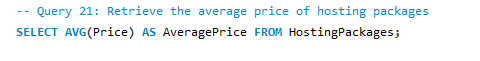 -- Query 21: Retrieve the average price of hosting packages
SELECT AVG(Price) AS AveragePrice FROM HostingPackages;